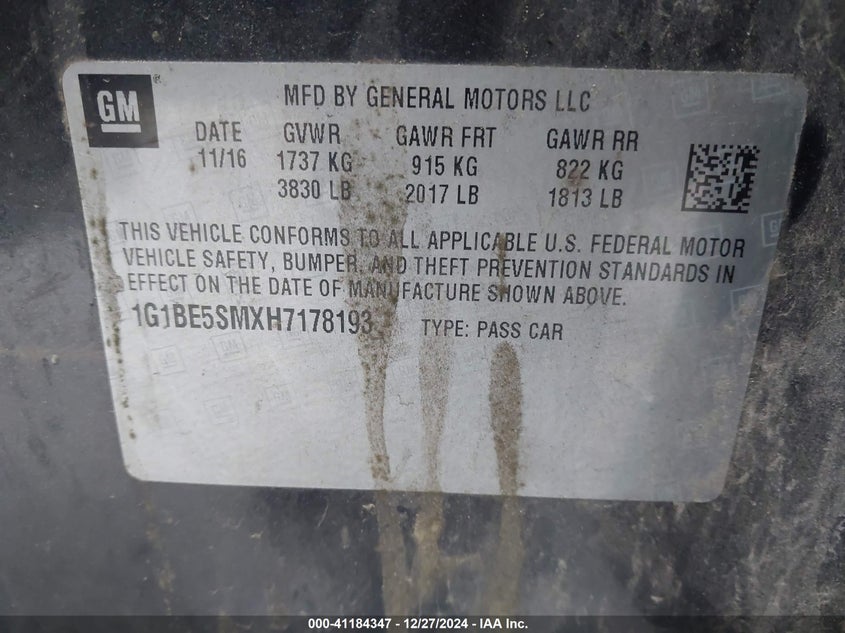 GM
MFD BY GENERAL MOTORS LLC
DATE GVWR GAWR FRT GAWR RR
11/16 1737 KG 915 KG 822 KG
3830 LB 2017 LB 1813 LB
THIS VEHICLE CONFORMS TO ALL APPLICABLE U.S. FEDERAL MOTOR
VEHICLE SAFETY, BUMPER, AND THEFT PREVENTION STANDARDS IN
EFFECT ON THE DATE OF MANUFACTURE SHOWN ABOVE.
1G1BE5SMXH7178193 TYPE: PASS CAR
000-41184347 - 12/27/2024 - IAA Inc.